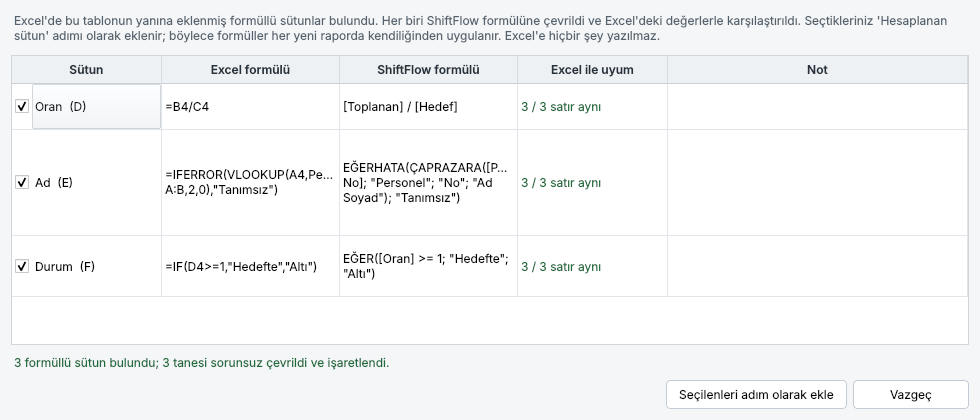 Excel'de bu tablonun yanına eklenmiş formüllü sütunlar bulundu. Her biri ShiftFlow formülüne çevrildi ve Excel'deki değerlerle karşılaştırıldı. Seçtikleriniz 'Hesaplanan
sütun' adımı olarak eklenir; böylece formüller her yeni raporda kendiliğinden uygulanır. Excel'e hiçbir şey yazılmaz.
Sütun Excel formülü ShiftFlow formülü Excel ile uyum Not
Oran (D) =B4/C4 [Toplanan] / [Hedef] 3 / 3 satır aynı
EĞERHATA(ÇAPRAZARA([P...
=IFERROR(VLOOKUP(A4,Pe...
Ad (E) No]; "Personel"; "No"; "Ad 3 / 3 satır aynı
A:B,2,0),"Tanımsız")
Soyad"); "Tanımsız")
Durum (F) =IF(D4>=1,"Hedefte","Altı") EĞER([Oran] >= 1; "Hedefte"; 3 / 3 satır aynı
"Altı")
3 formüllü sütun bulundu; 3 tanesi sorunsuz çevrildi ve işaretlendi.
Seçilenleri adım olarak ekle Vazgeç